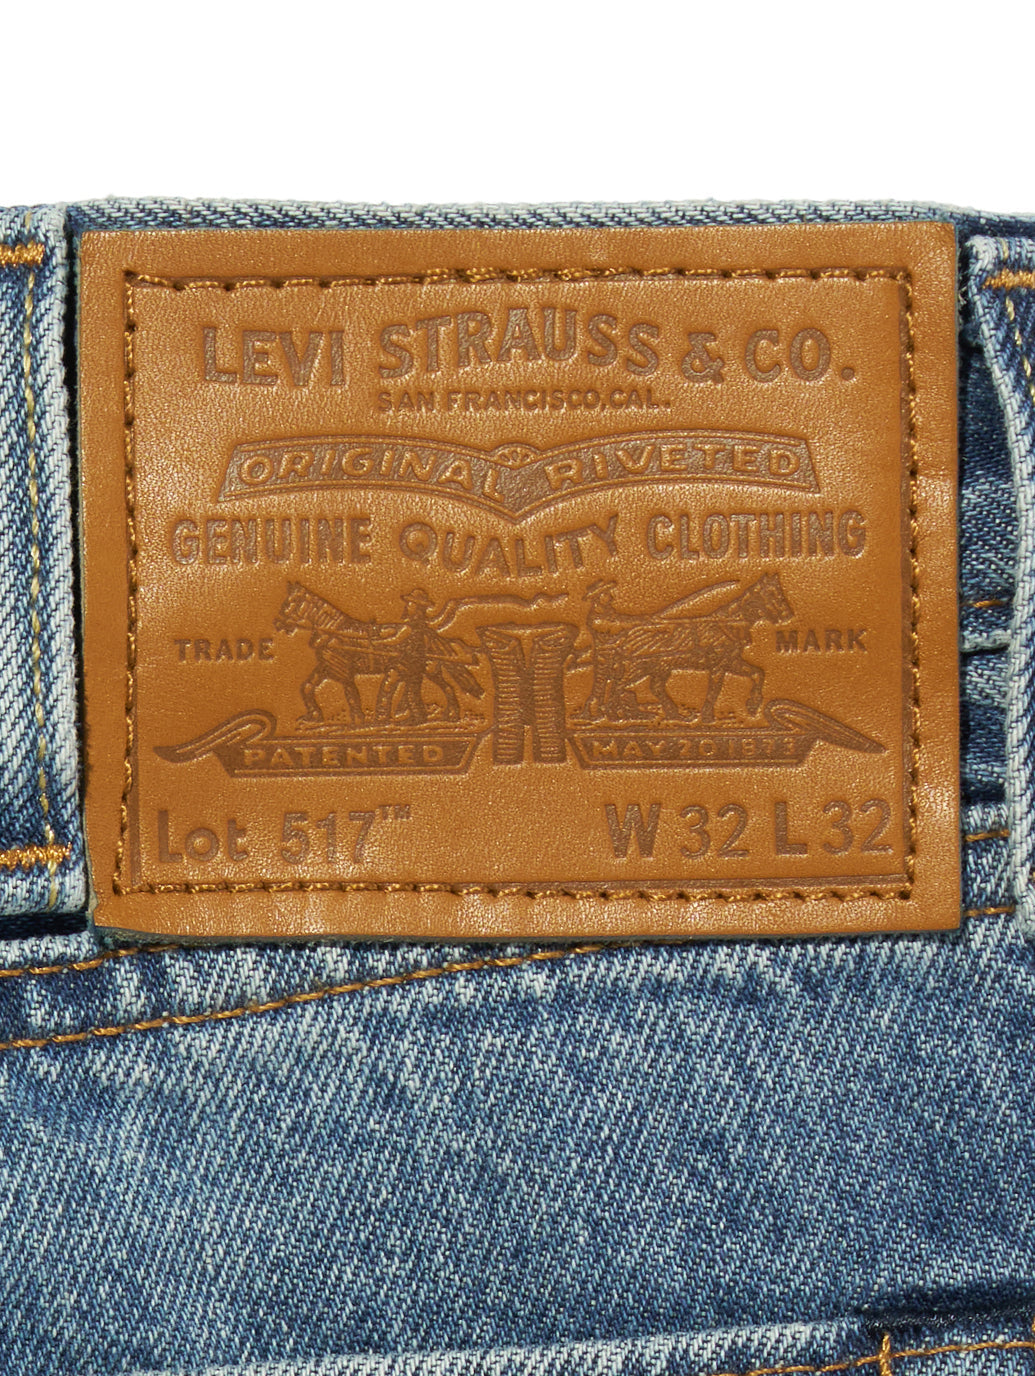 LEVI STRAUSS & CO.
SAN FRANCISCO, CAL.
ORIGINAL RIVETED
GENUINE QUALITY CLOTHING
TRADE MARK
PATENTED MAY 20 1873
Lot 517™ W 32 L 32